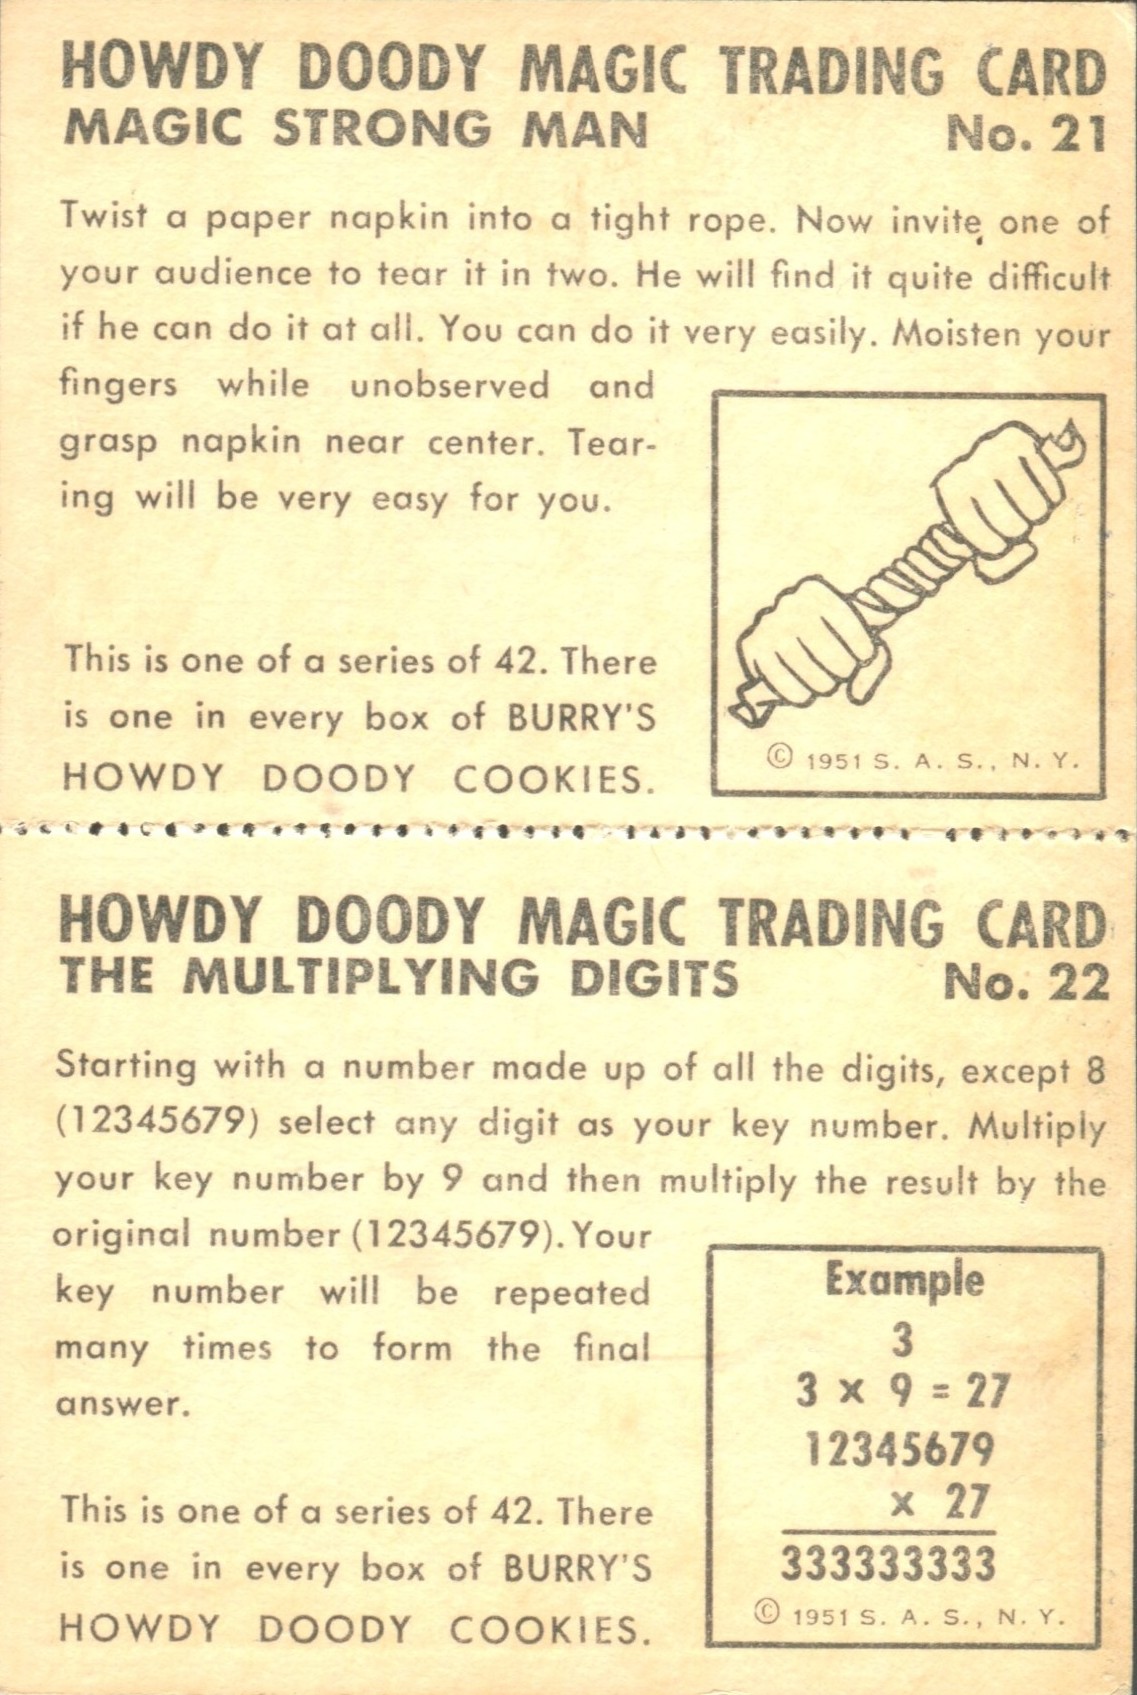 HOWDY DOODY MAGIC TRADING CARD
MAGIC STRONG MAN No. 21
Twist a paper napkin into a tight rope. Now invite one of
your audience to tear it in two. He will find it quite difficult
if he can do it at all. You can do it very easily. Moisten your
fingers while unobserved and
grasp napkin near center. Tear-
ing will be very easy for you.
This is one of a series of 42. There
is one in every box of BURRY'S
HOWDY DOODY COOKIES.
© 1951 S. A. S., N. Y.
HOWDY DOODY MAGIC TRADING CARD
THE MULTIPLYING DIGITS No. 22
Starting with a number made up of all the digits, except 8
(12345679) select any digit as your key number. Multiply
your key number by 9 and then multiply the result by the
original number (12345679). Your
key number will be repeated
many times to form the final
answer.
This is one of a series of 42. There
is one in every box of BURRY'S
HOWDY DOODY COOKIES.
Example
3
3 x 9 = 27
12345679
x 27
333333333
© 1951 S. A. S., N. Y.